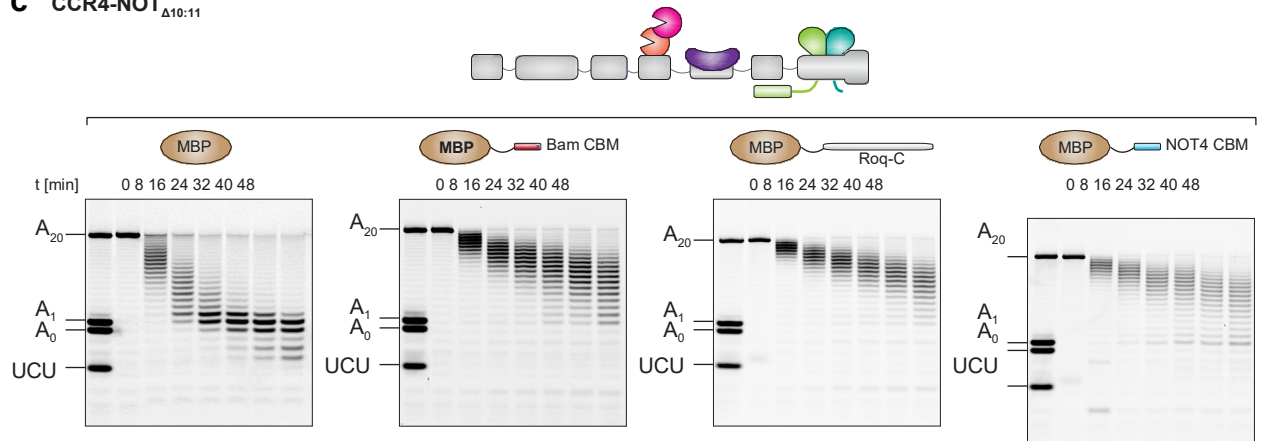 C CCR4-NOTΔ10:11
MBP
MBP Bam CBM
MBP Roq-C
MBP NOT4 CBM
t [min] 0 8 16 24 32 40 48
0 8 16 24 32 40 48
0 8 16 24 32 40 48
0 8 16 24 32 40 48
A20
A1
A0
UCU
A20
A1
A0
UCU
A20
A1
A0
UCU
A20
A1
A0
UCU